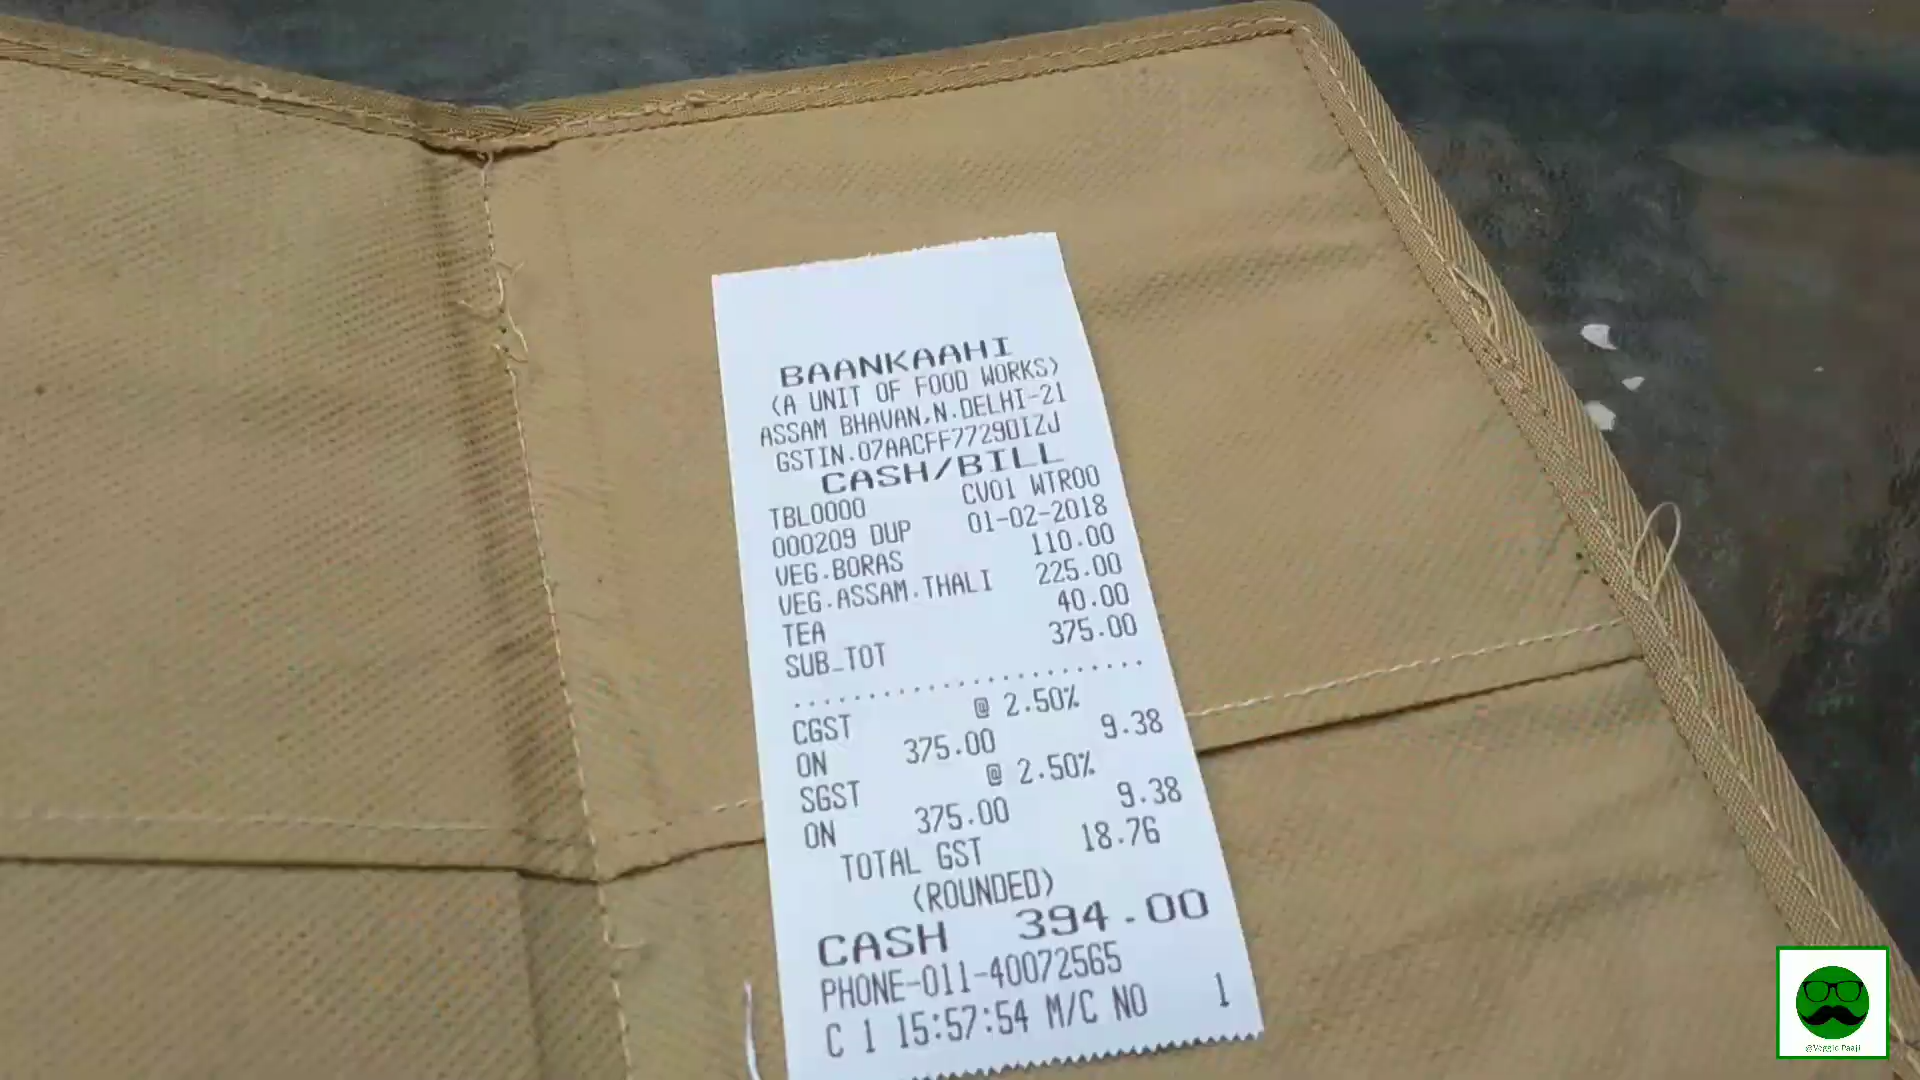 BAANKAAHI
(A UNIT OF FOOD WORKS)
ASSAM BHAVAN,N.DELHI-21
GSTIN.07AACFF7729D1ZJ
CASH/BILL
TBL0000 CV01 WTR00
000209 DUP 01-02-2018
VEG.BORAS 110.00
VEG.ASSAM.THALI 225.00
TEA 40.00
SUB_TOT 375.00
.......................
CGST @ 2.50%
ON 375.00 9.38
SGST @ 2.50%
ON 375.00 9.38
TOTAL GST 18.76
(ROUNDED)
CASH 394.00
PHONE-011-40072565
C 1 15:57:54 M/C NO 1
@Veggie Paaji